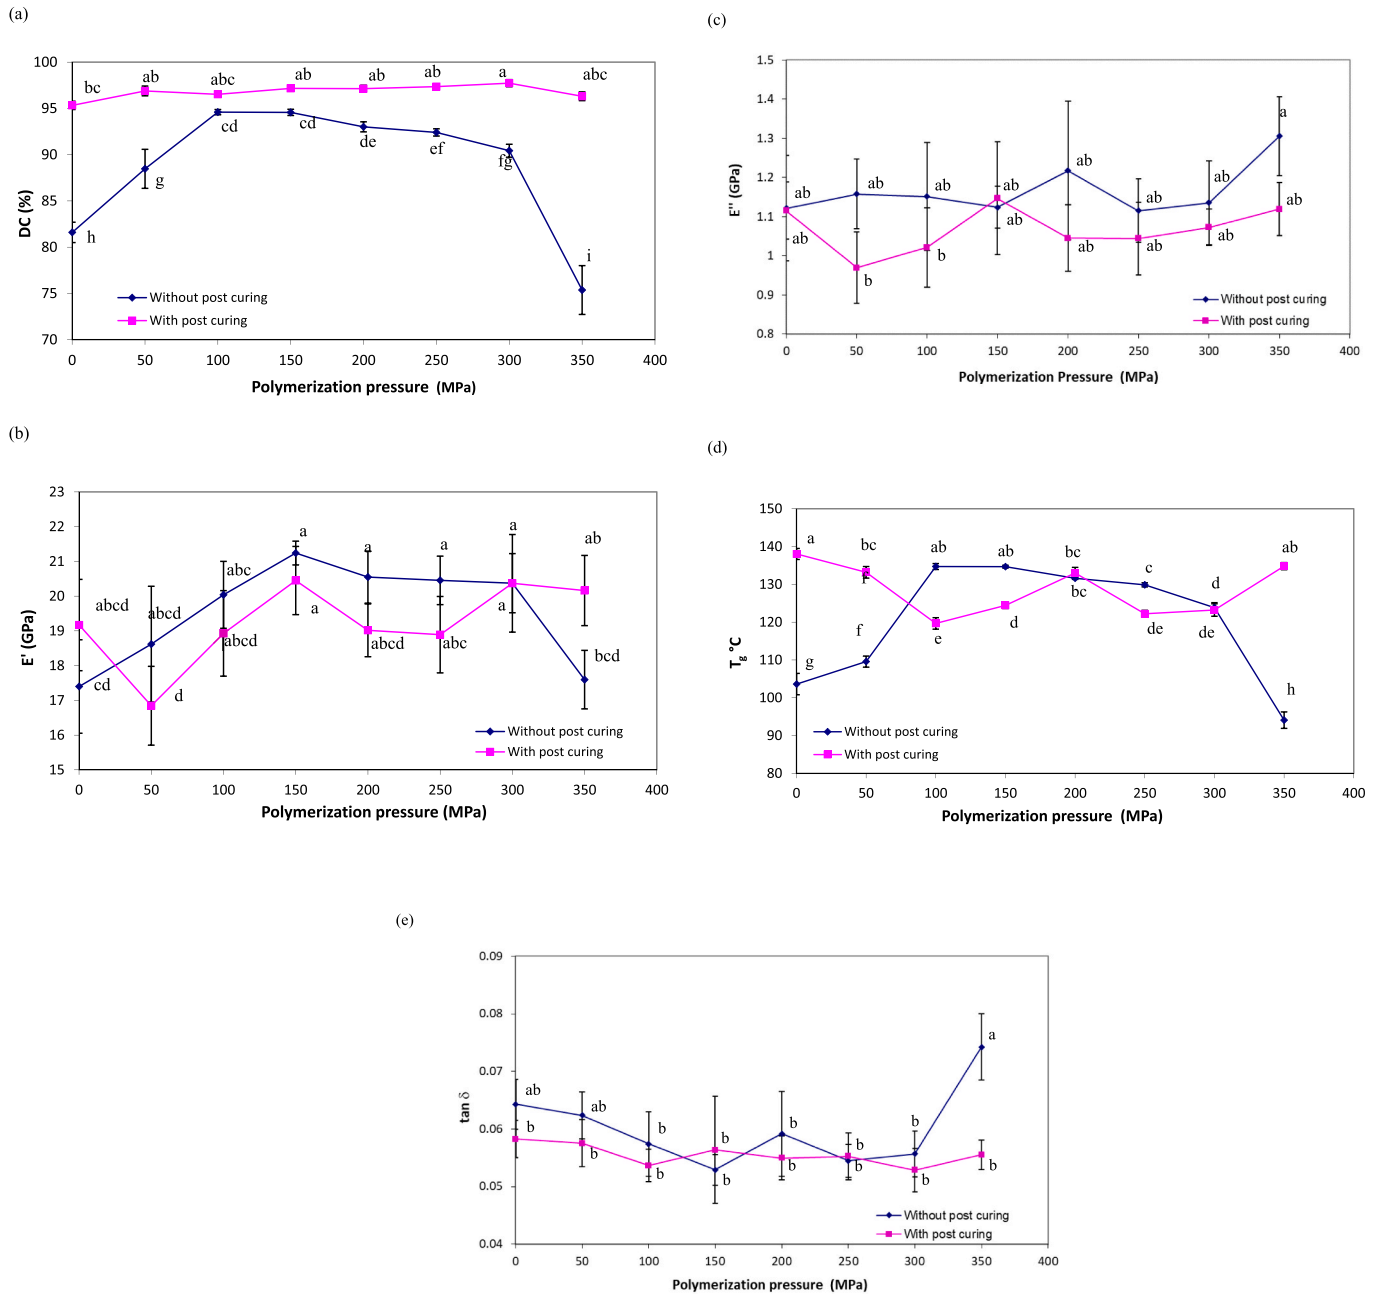 (a)
100
95
90
85
80
75
70
DC (%)
bc
ab
abc
ab
ab
ab
a
abc
h
g
cd
cd
de
ef
fg
i
Without post curing
With post curing
0 50 100 150 200 250 300 350 400
Polymerization pressure (MPa)
(c)
1.5
1.4
1.3
1.2
1.1
1
0.9
0.8
E'' (GPa)
ab
ab
ab
ab
ab
ab
ab
a
ab
b
b
ab
ab
ab
ab
ab
Without post curing
With post curing
0 50 100 150 200 250 300 350 400
Polymerization Pressure (MPa)
(b)
23
22
21
20
19
18
17
16
15
E' (GPa)
abcd
abcd
abc
a
a
a
a
ab
cd
d
abcd
a
abcd
abc
a
bcd
Without post curing
With post curing
0 50 100 150 200 250 300 350 400
Polymerization pressure (MPa)
(d)
150
140
130
120
110
100
90
80
Tg °C
a
bc
ab
ab
bc
c
d
ab
g
f
e
d
bc
de
de
h
Without post curing
With post curing
0 50 100 150 200 250 300 350 400
Polymerization pressure (MPa)
(e)
0.09
0.08
0.07
0.06
0.05
0.04
tan δ
ab
ab
b
b
b
b
b
a
b
b
b
b
b
b
b
b
Without post curing
With post curing
0 50 100 150 200 250 300 350 400
Polymerization pressure (MPa)